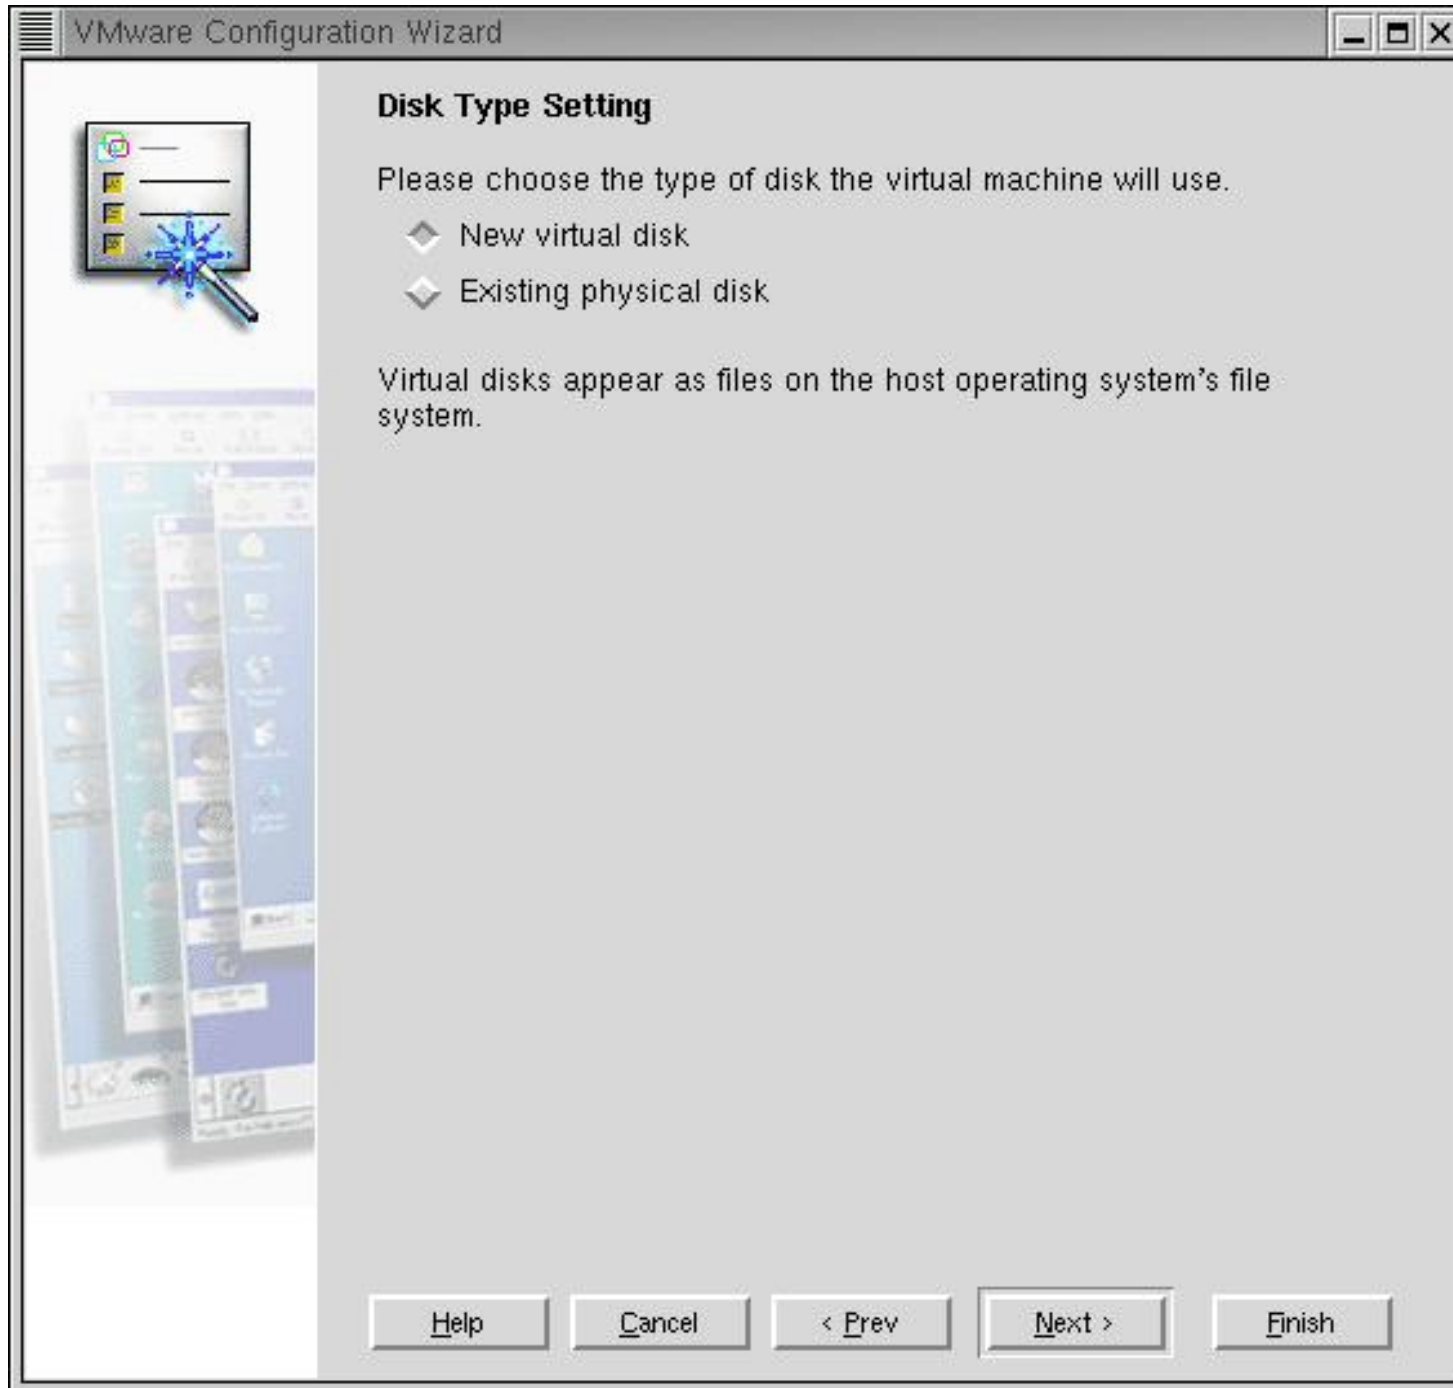 VMware Configuration Wizard
Disk Type Setting
Please choose the type of disk the virtual machine will use.
New virtual disk
Existing physical disk
Virtual disks appear as files on the host operating system's file
system.
Help
Cancel
< Prev
Next >
Finish